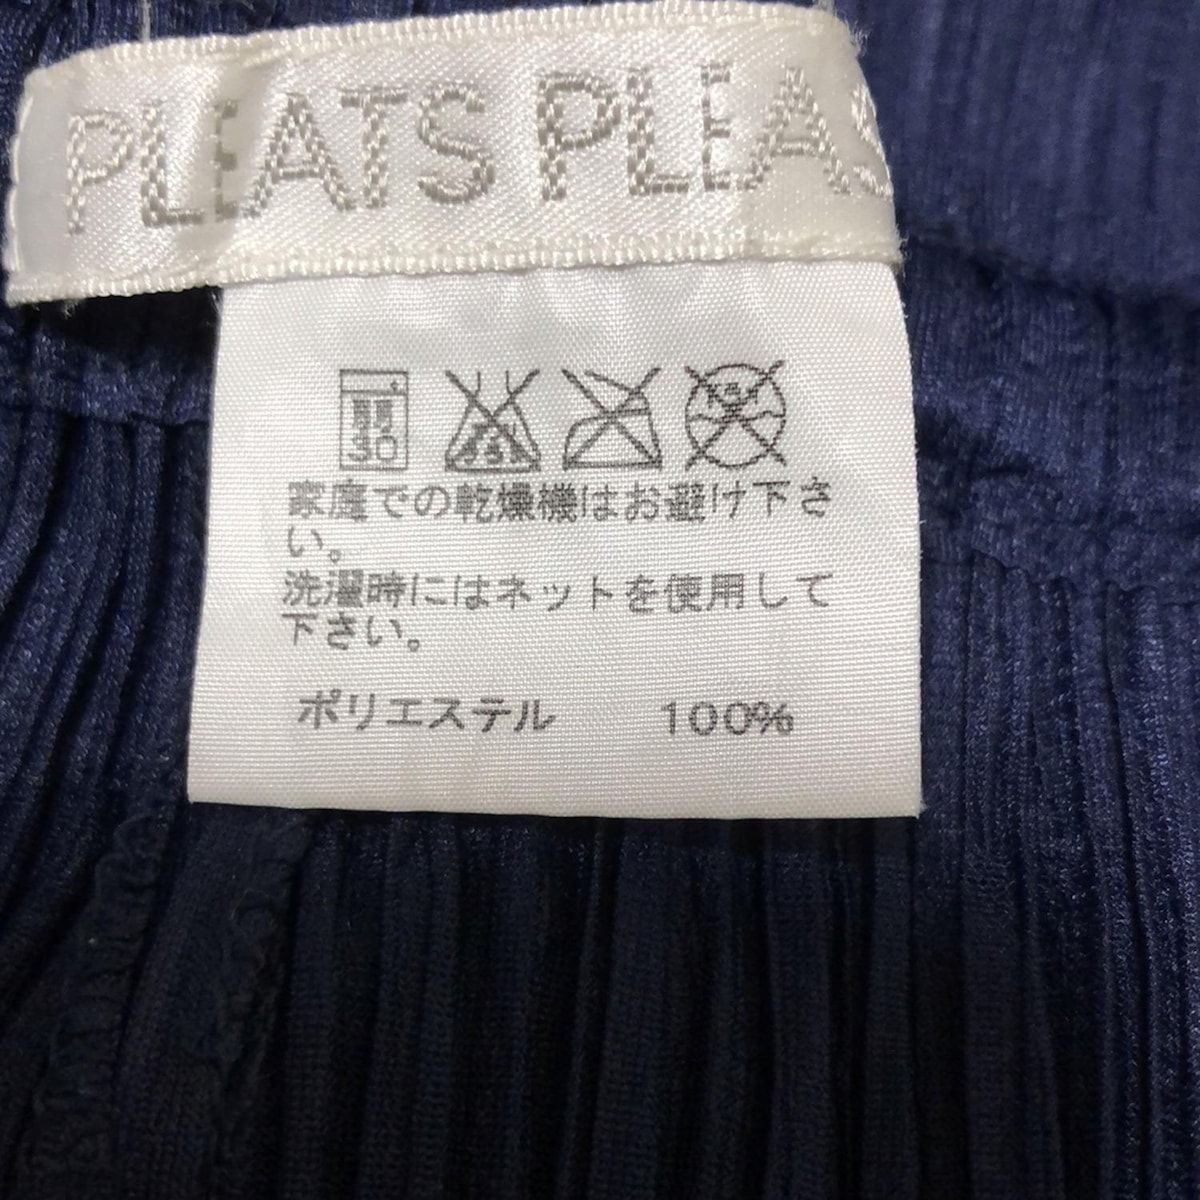 PLEATS PLEAS
弱
30
家庭での乾燥機はお避け下さ
い。
洗濯時にはネットを使用して
下さい。
ポリエステル 100%